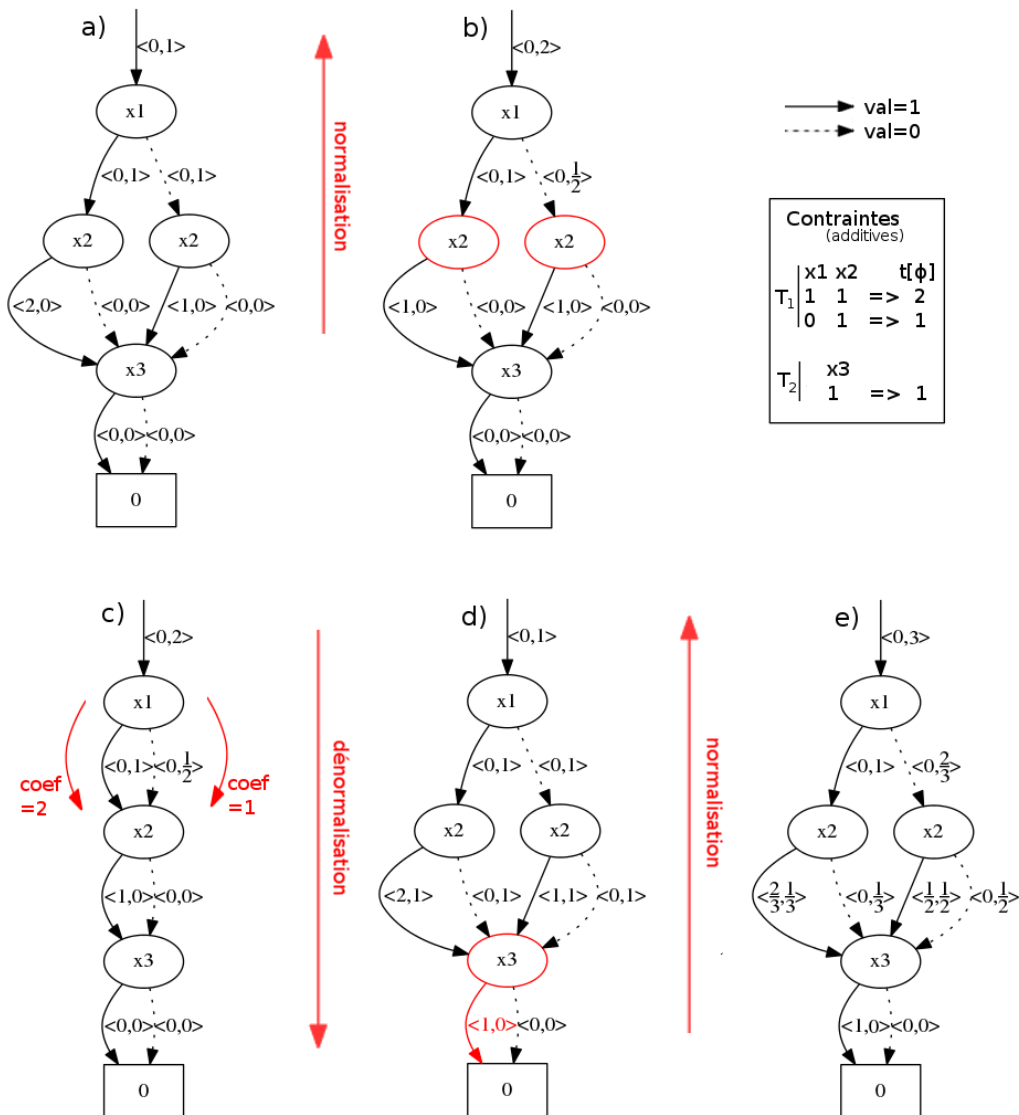 a)
<0,1>
x1
<0,1> <0,1>
x2 x2
<2,0> <0,0> <1,0> <0,0>
x3
<0,0> <0,0>
0
normalisation
b)
<0,2>
x1
<0,1> <0,1/2>
x2 x2
<1,0> <0,0> <1,0> <0,0>
x3
<0,0> <0,0>
0
val=1
val=0
Contraintes
(additives)
x1 x2 t[ϕ]
T1 1 1 => 2
0 1 => 1
x3
T2 1 => 1
c)
<0,2>
x1
coef
=2
<0,1> <0,1/2>
coef
=1
x2
<1,0> <0,0>
x3
<0,0> <0,0>
0
dénormalisation
d)
<0,1>
x1
<0,1> <0,1>
x2 x2
<2,1> <0,1> <1,1> <0,1>
x3
<1,0> <0,0>
0
normalisation
e)
<0,3>
x1
<0,1> <0,2/3>
x2 x2
<2/3,1/3> <0,1/3> <1/2,1/2> <0,1/2>
x3
<1,0> <0,0>
0